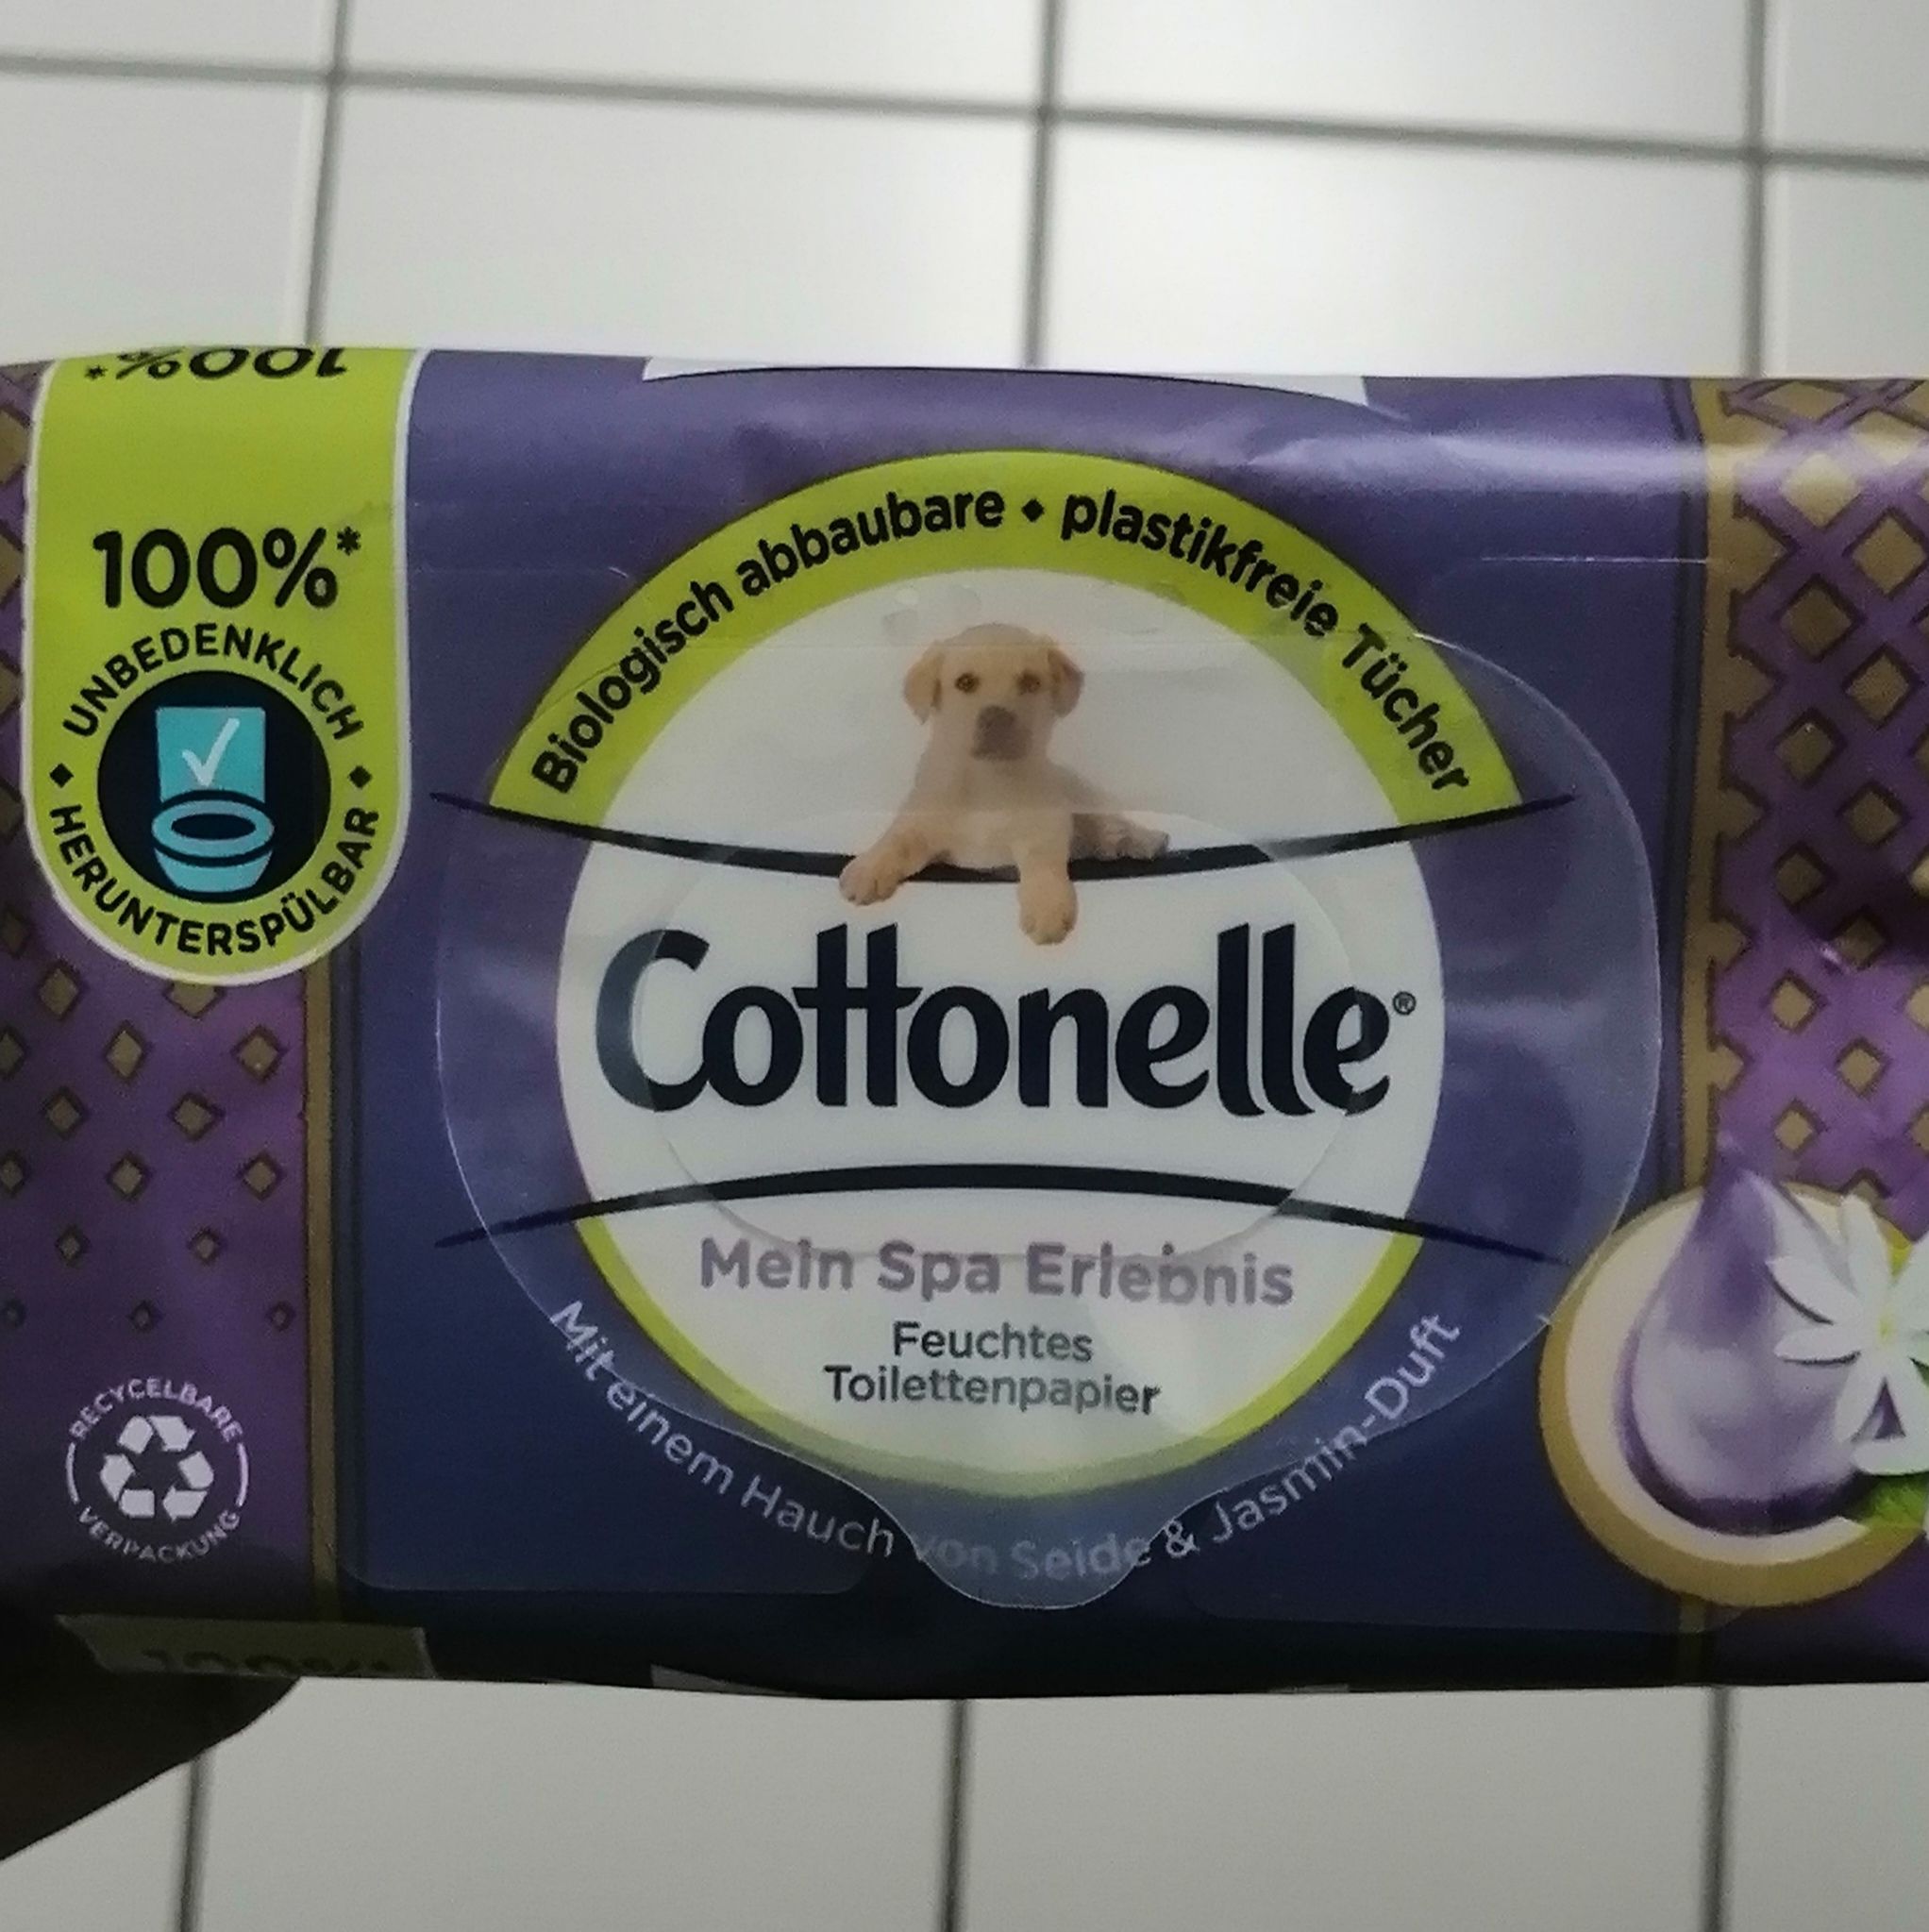 100%*
100%*
UNBEDENKLICH
• HERUNTERSPÜLBAR •
Biologisch abbaubare • plastikfreie Tücher
Cottonelle®
Mein Spa Erlebnis
Feuchtes
Toilettenpapier
Mit einem Hauch von Seide & Jasmin-Duft
RECYCELBARE
VERPACKUNG
100%*